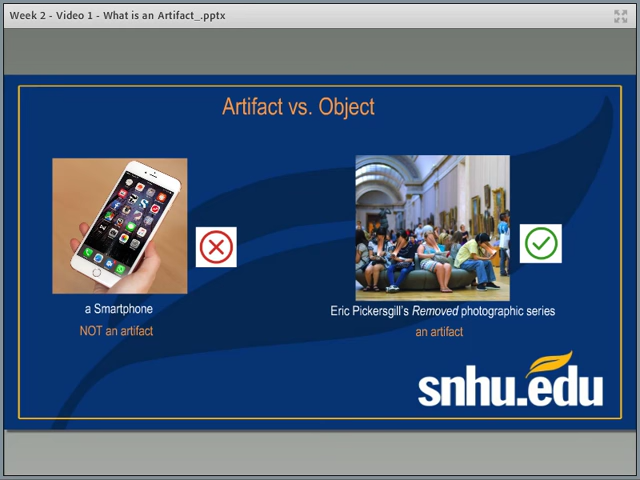 Week 2 - Video 1 - What is an Artifact_.pptx
Artifact vs. Object
a Smartphone
NOT an artifact
Eric Pickersgill's Removed photographic series
an artifact
snhu.edu